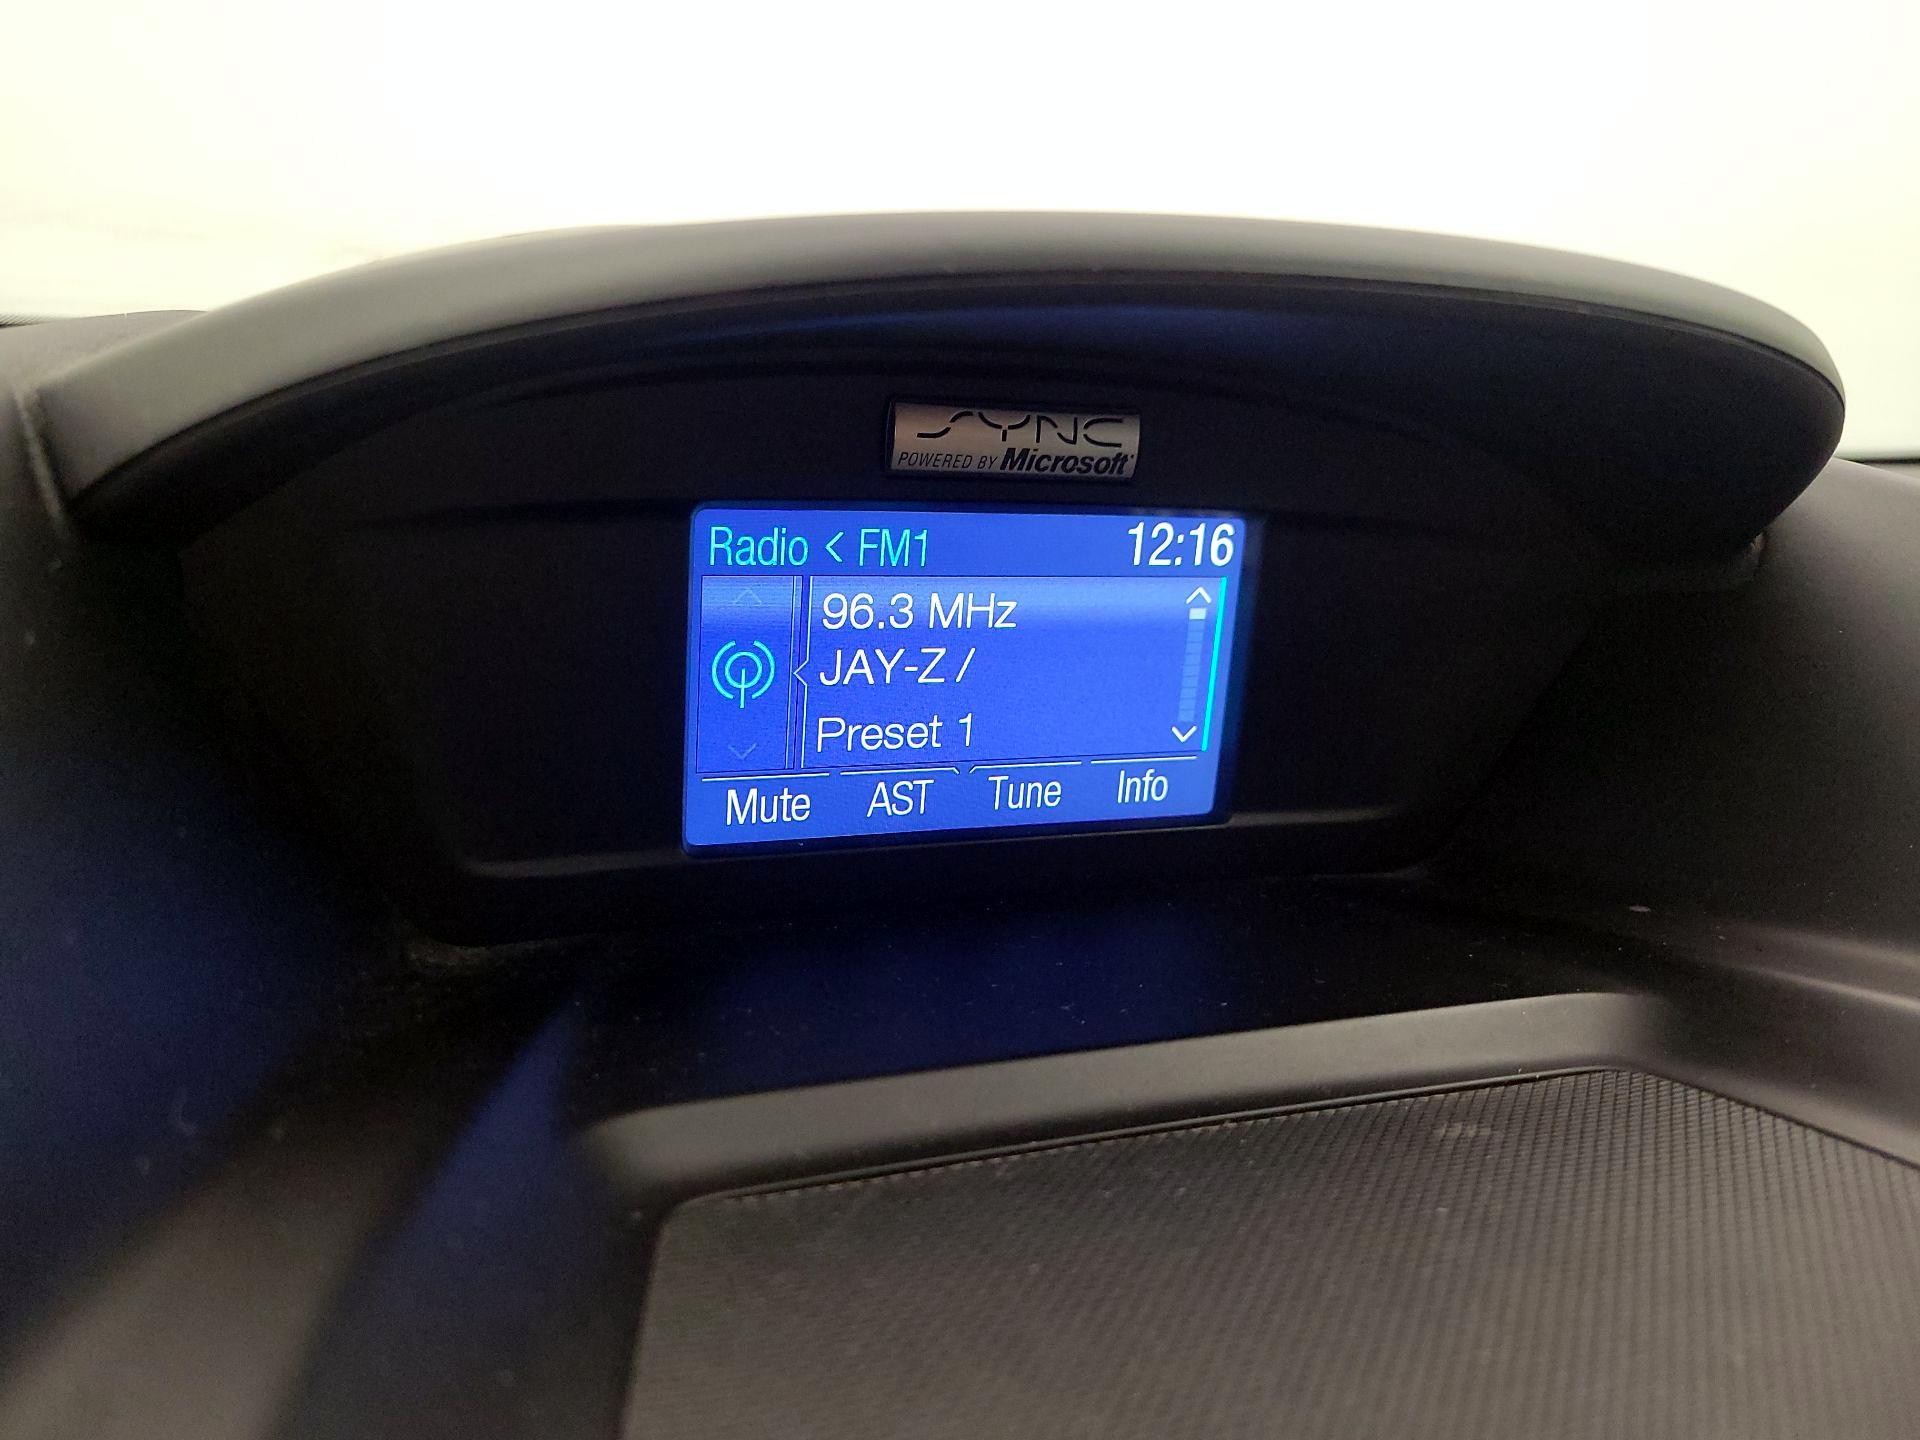 SYNC
POWERED BY Microsoft
Radio < FM1 12:16
96.3 MHz
JAY-Z /
Preset 1
Mute AST Tune Info